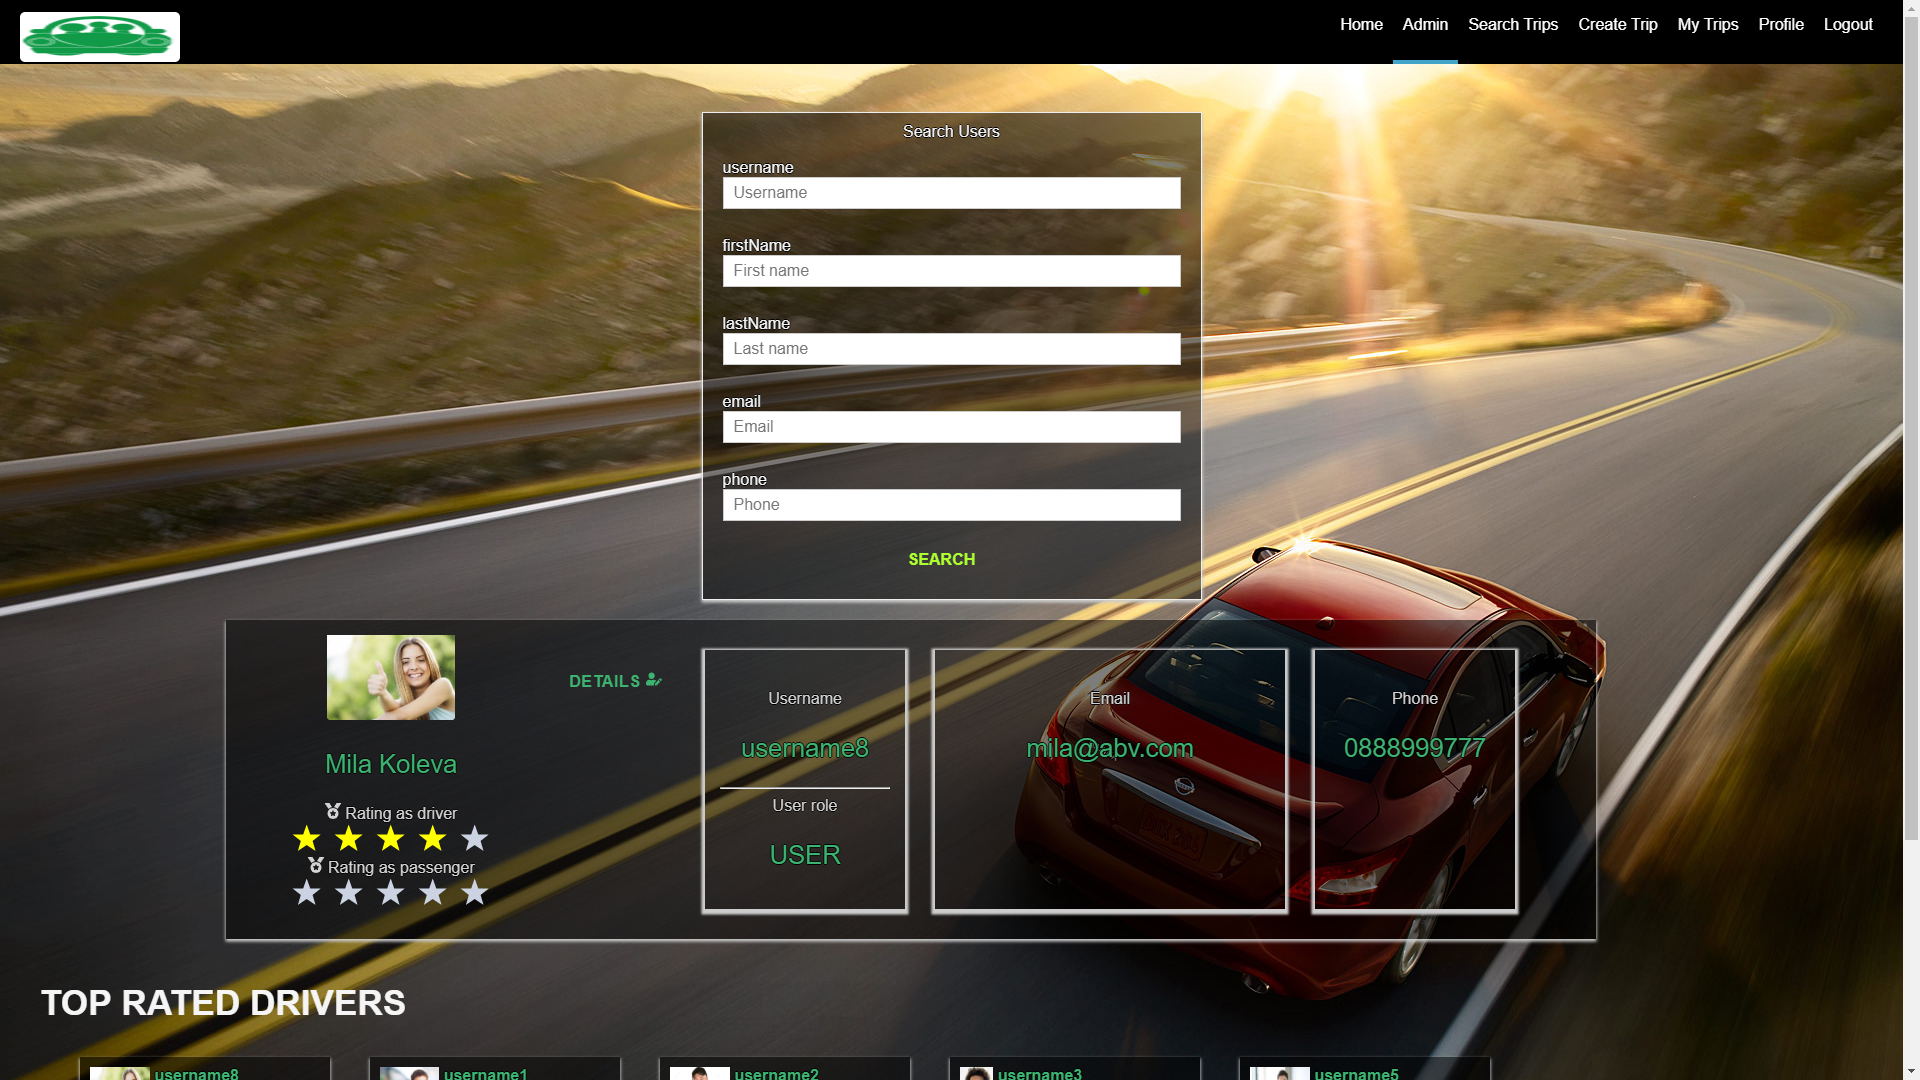 Home Admin Search Trips Create Trip My Trips Profile Logout
Search Users
username
Username
firstName
First name
lastName
Last name
email
Email
phone
Phone
SEARCH
DETAILS
Mila Koleva
Rating as driver
Rating as passenger
Username
username8
User role
USER
Email
mila@abv.com
Phone
0888999777
TOP RATED DRIVERS
username8 username1 username2 username3 username5